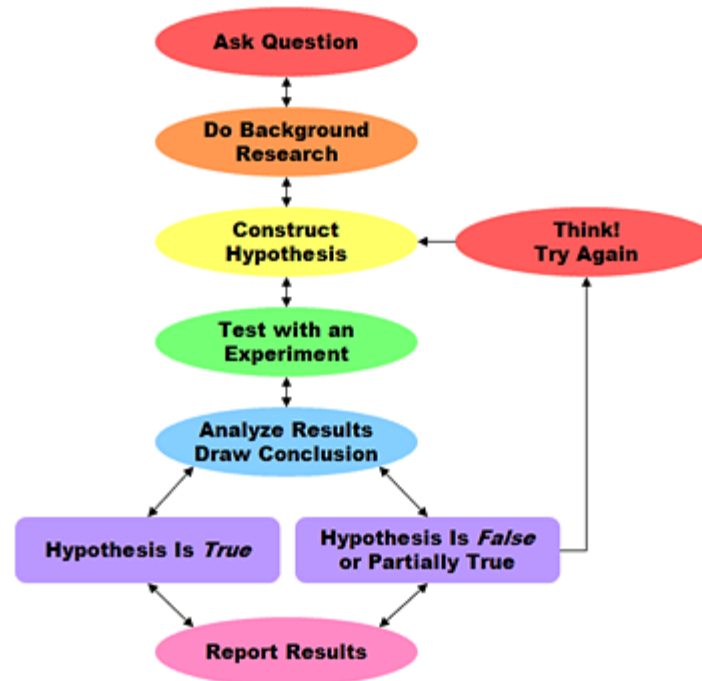 Ask Question
Do Background
Research
Construct
Hypothesis
Think!
Try Again
Test with an
Experiment
Analyze Results
Draw Conclusion
Hypothesis Is True
Hypothesis Is False
or Partially True
Report Results